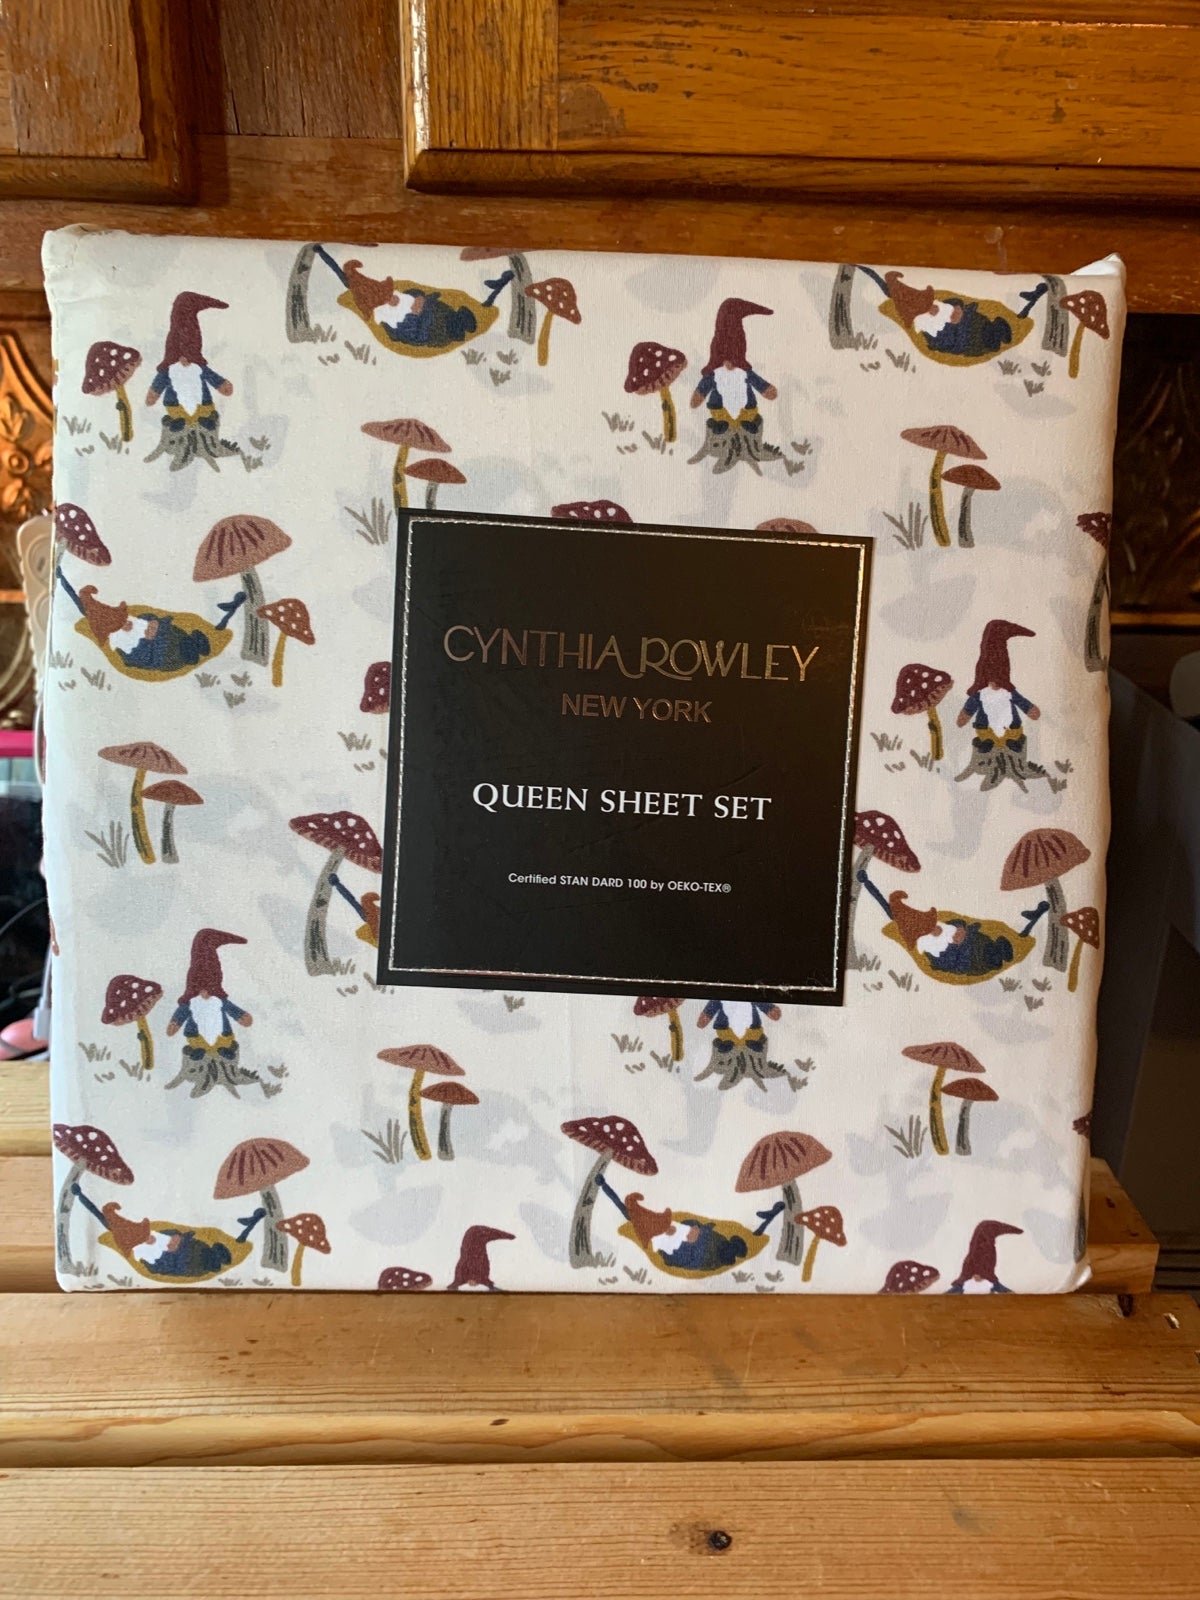 CYNTHIA ROWLEY
NEW YORK
QUEEN SHEET SET
Certified STAN DARD 100 by OEKO-TEX®